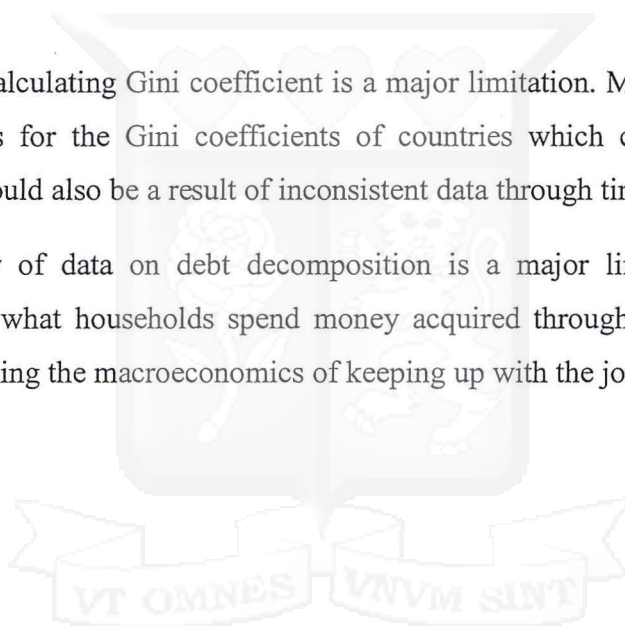 alculating Gini coefficient is a major limitation. M
s for the Gini coefficients of countries which c
ould also be a result of inconsistent data through tin
of data on debt decomposition is a major li
what households spend money acquired through
ing the macroeconomics of keeping up with the jo
VT OMNES VNVM SINT